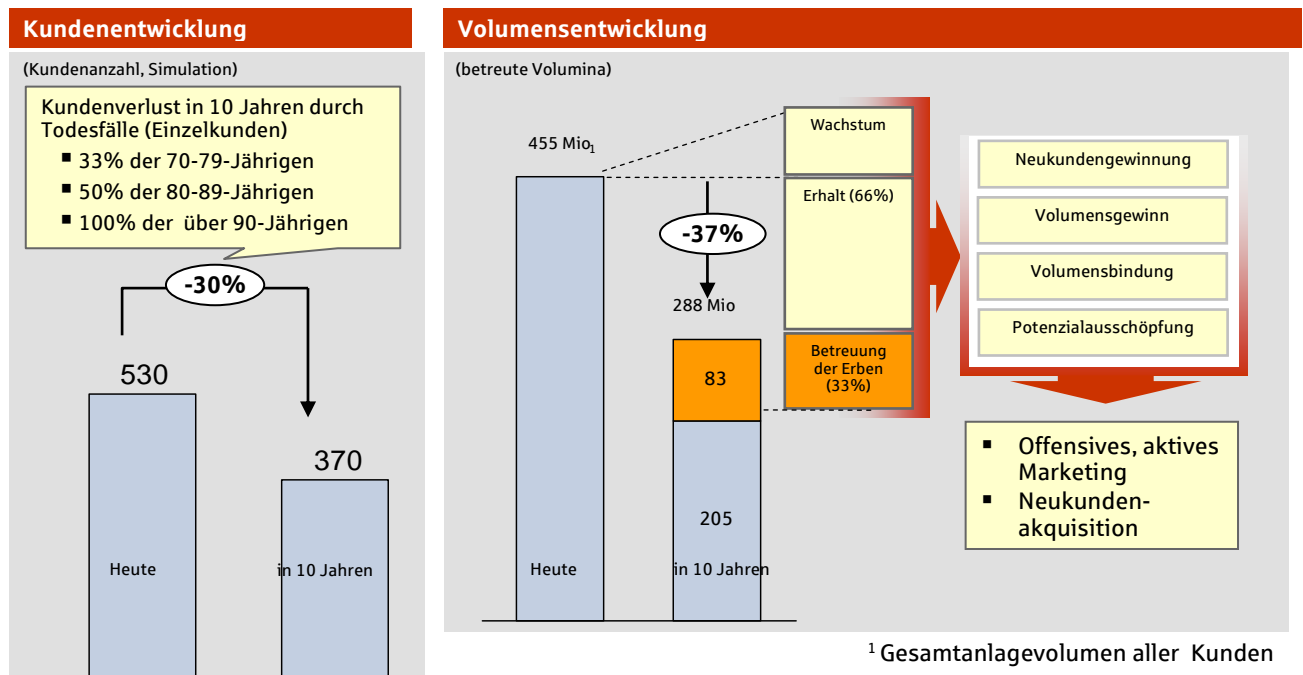 Kundenentwicklung
(Kundenanzahl, Simulation)
Kundenverlust in 10 Jahren durch
Todesfälle (Einzelkunden)
▪ 33% der 70-79-Jährigen
▪ 50% der 80-89-Jährigen
▪ 100% der über 90-Jährigen
-30%
530
370
Heute
in 10 Jahren
Volumensentwicklung
(betreute Volumina)
455 Mio1
-37%
288 Mio
83
205
Heute
in 10 Jahren
Wachstum
Erhalt (66%)
Betreuung
der Erben
(33%)
Neukundengewinnung
Volumensgewinn
Volumensbindung
Potenzialausschöpfung
▪ Offensives, aktives
Marketing
▪ Neukunden-
akquisition
1 Gesamtanlagevolumen aller Kunden